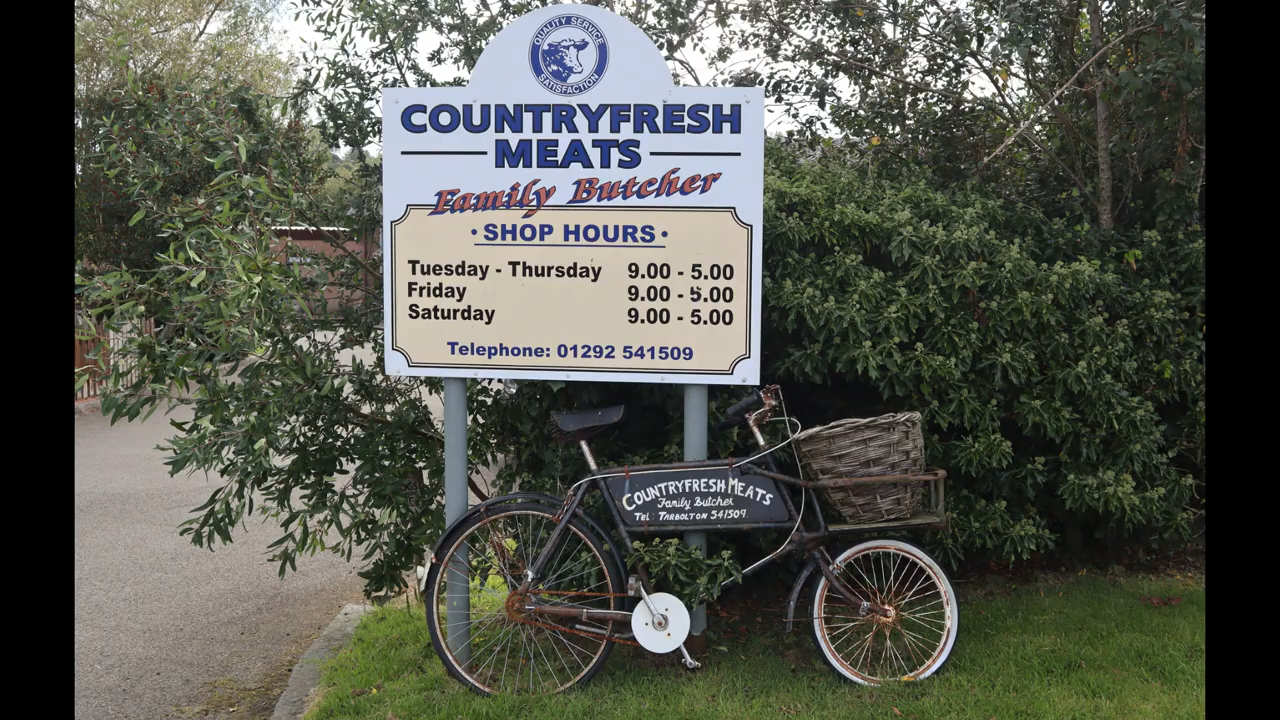 QUALITY SERVICE
SATISFACTION
COUNTRYFRESH
MEATS
Family Butcher
• SHOP HOURS •
Tuesday - Thursday 9.00 - 5.00
Friday 9.00 - 5.00
Saturday 9.00 - 5.00
Telephone: 01292 541509
COUNTRYFRESH MEATS
Family Butcher
Tel: TARBOLTON 541509